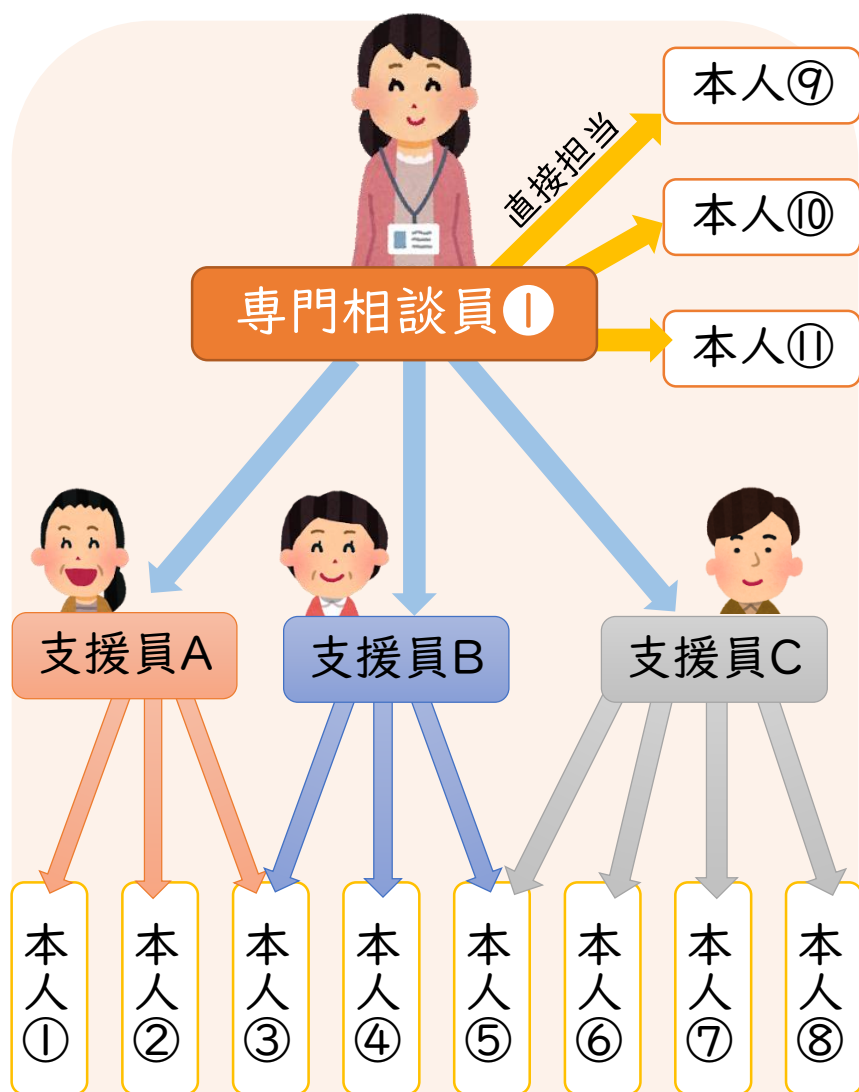 本人⑨
直接担当
本人⑩
専門相談員❶
本人⑪
支援員A
支援員B
支援員C
本人①
本人②
本人③
本人④
本人⑤
本人⑥
本人⑦
本人⑧